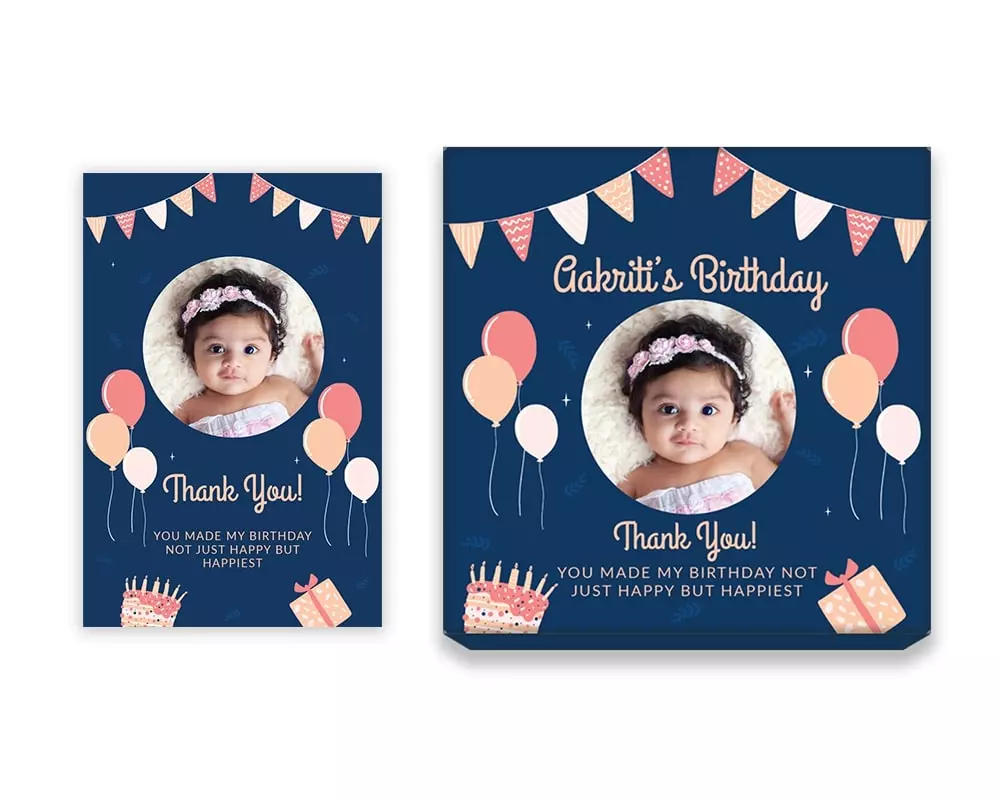 Thank You!
YOU MADE MY BIRTHDAY
NOT JUST HAPPY BUT
HAPPIEST
Aakriti's Birthday
Thank You!
YOU MADE MY BIRTHDAY NOT
JUST HAPPY BUT HAPPIEST